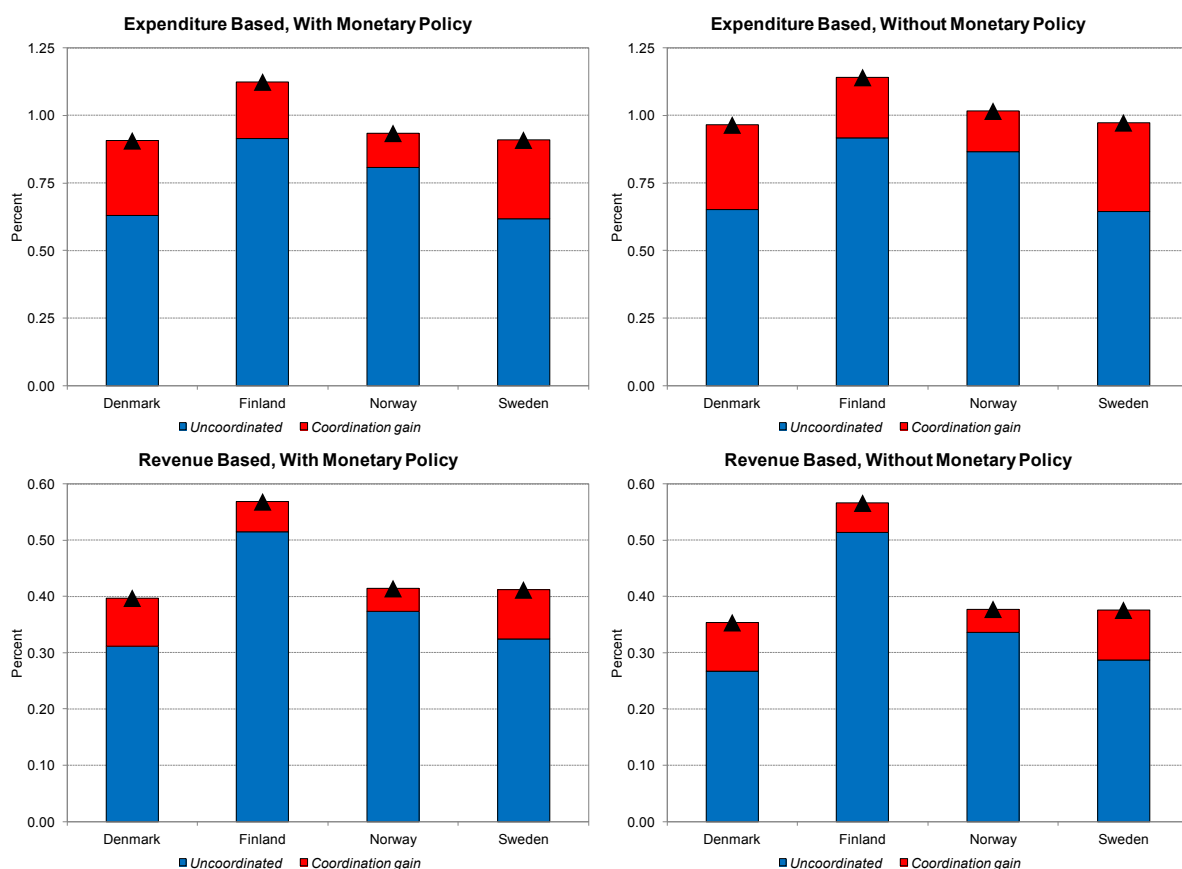 Expenditure Based, With Monetary Policy
1.25
1.00
0.75
0.50
0.25
0.00
Percent
Denmark Finland Norway Sweden
Uncoordinated Coordination gain
Expenditure Based, Without Monetary Policy
1.25
1.00
0.75
0.50
0.25
0.00
Percent
Denmark Finland Norway Sweden
Uncoordinated Coordination gain
Revenue Based, With Monetary Policy
0.60
0.50
0.40
0.30
0.20
0.10
0.00
Percent
Denmark Finland Norway Sweden
Uncoordinated Coordination gain
Revenue Based, Without Monetary Policy
0.60
0.50
0.40
0.30
0.20
0.10
0.00
Percent
Denmark Finland Norway Sweden
Uncoordinated Coordination gain